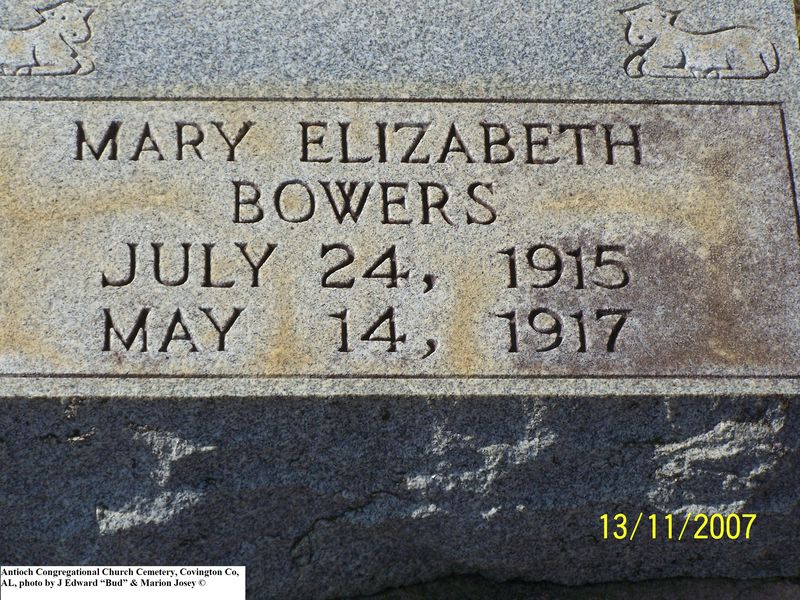 MARY ELIZABETH
BOWERS
JULY 24, 1915
MAY 14, 1917
13/11/2007
Antioch Congregational Church Cemetery, Covington Co,
AL, photo by J Edward “Bud” & Marion Josey ©